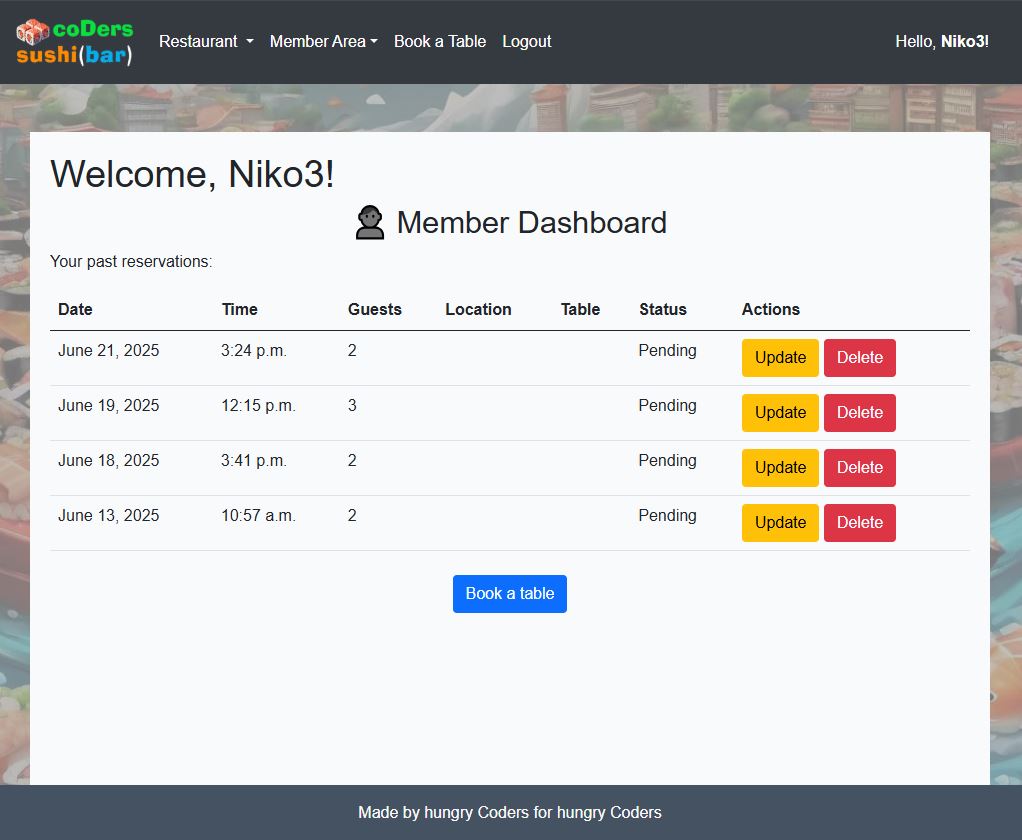 coDers
sushi(bar)
Restaurant Member Area Book a Table Logout Hello, Niko3!
Welcome, Niko3!
Member Dashboard
Your past reservations:
Date Time Guests Location Table Status Actions
June 21, 2025 3:24 p.m. 2 Pending Update Delete
June 19, 2025 12:15 p.m. 3 Pending Update Delete
June 18, 2025 3:41 p.m. 2 Pending Update Delete
June 13, 2025 10:57 a.m. 2 Pending Update Delete
Book a table
Made by hungry Coders for hungry Coders